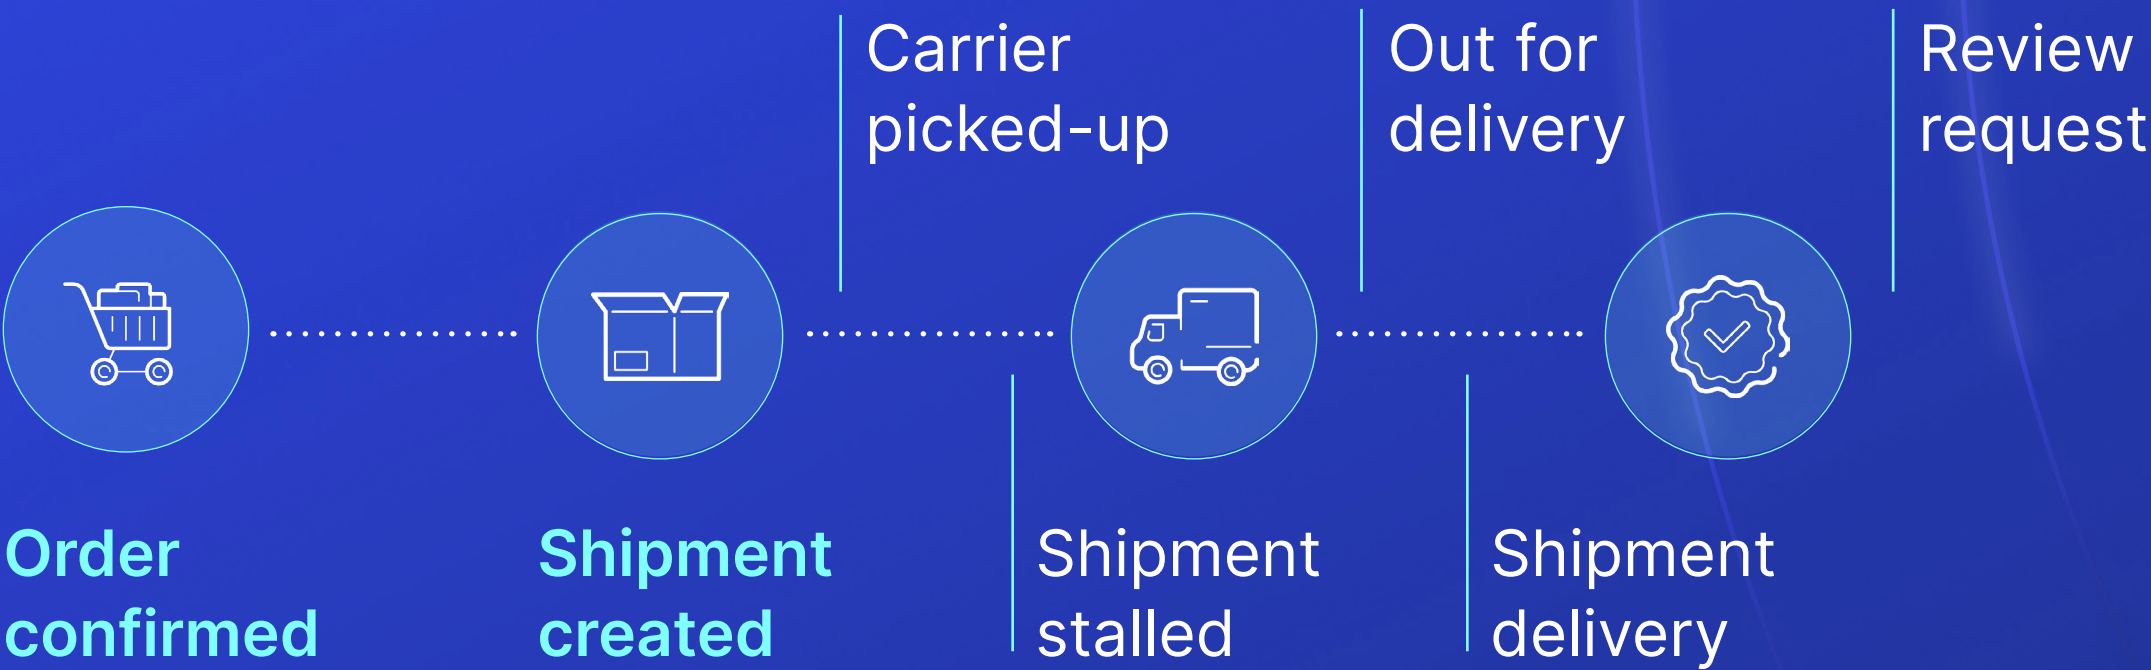 Carrier
picked-up
Out for
delivery
Review
request
Order
confirmed
Shipment
created
Shipment
stalled
Shipment
delivery